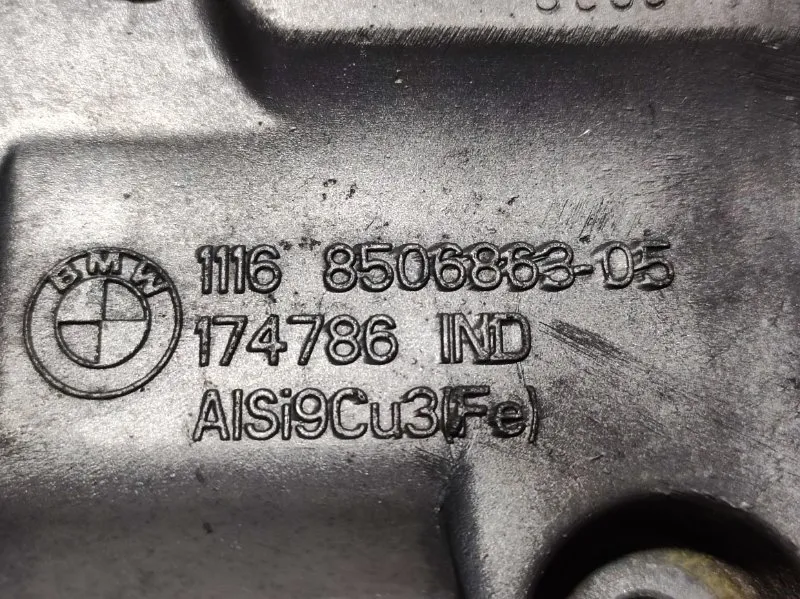 BMW
1116 8506863-05
174786 IND
AlSi9Cu3(Fe)